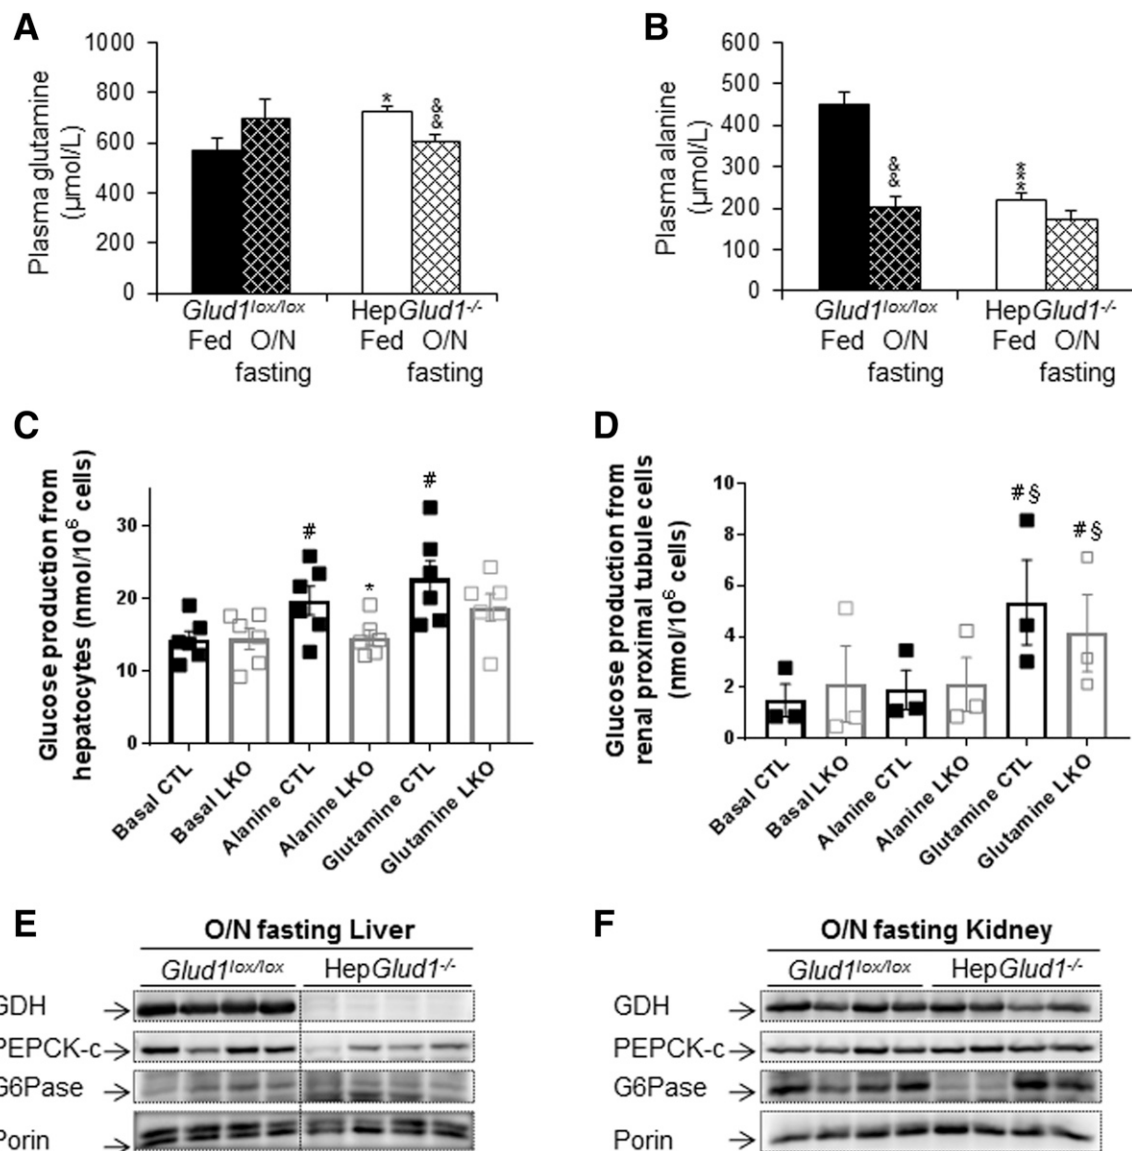 A
Plasma glutamine
(μmol/L)
1000
800
600
400
200
0
*
&&
Glud1lox/lox
HepGlud1-/-
Fed O/N
fasting
Fed O/N
fasting
B
Plasma alanine
(μmol/L)
600
500
400
300
200
100
0
&&
***
Glud1lox/lox
HepGlud1-/-
Fed O/N
fasting
Fed O/N
fasting
C
Glucose production from
hepatocytes (nmol/10⁶ cells)
30
20
10
0
#
*
#
Basal CTL
Basal LKO
Alanine CTL
Alanine LKO
Glutamine CTL
Glutamine LKO
D
Glucose production from
renal proximal tubule cells
(nmol/10⁶ cells)
10
8
6
4
2
0
#§
#§
Basal CTL
Basal LKO
Alanine CTL
Alanine LKO
Glutamine CTL
Glutamine LKO
E
O/N fasting Liver
Glud1lox/lox HepGlud1-/-
GDH
PEPCK-c
G6Pase
Porin
F
O/N fasting Kidney
Glud1lox/lox HepGlud1-/-
GDH
PEPCK-c
G6Pase
Porin